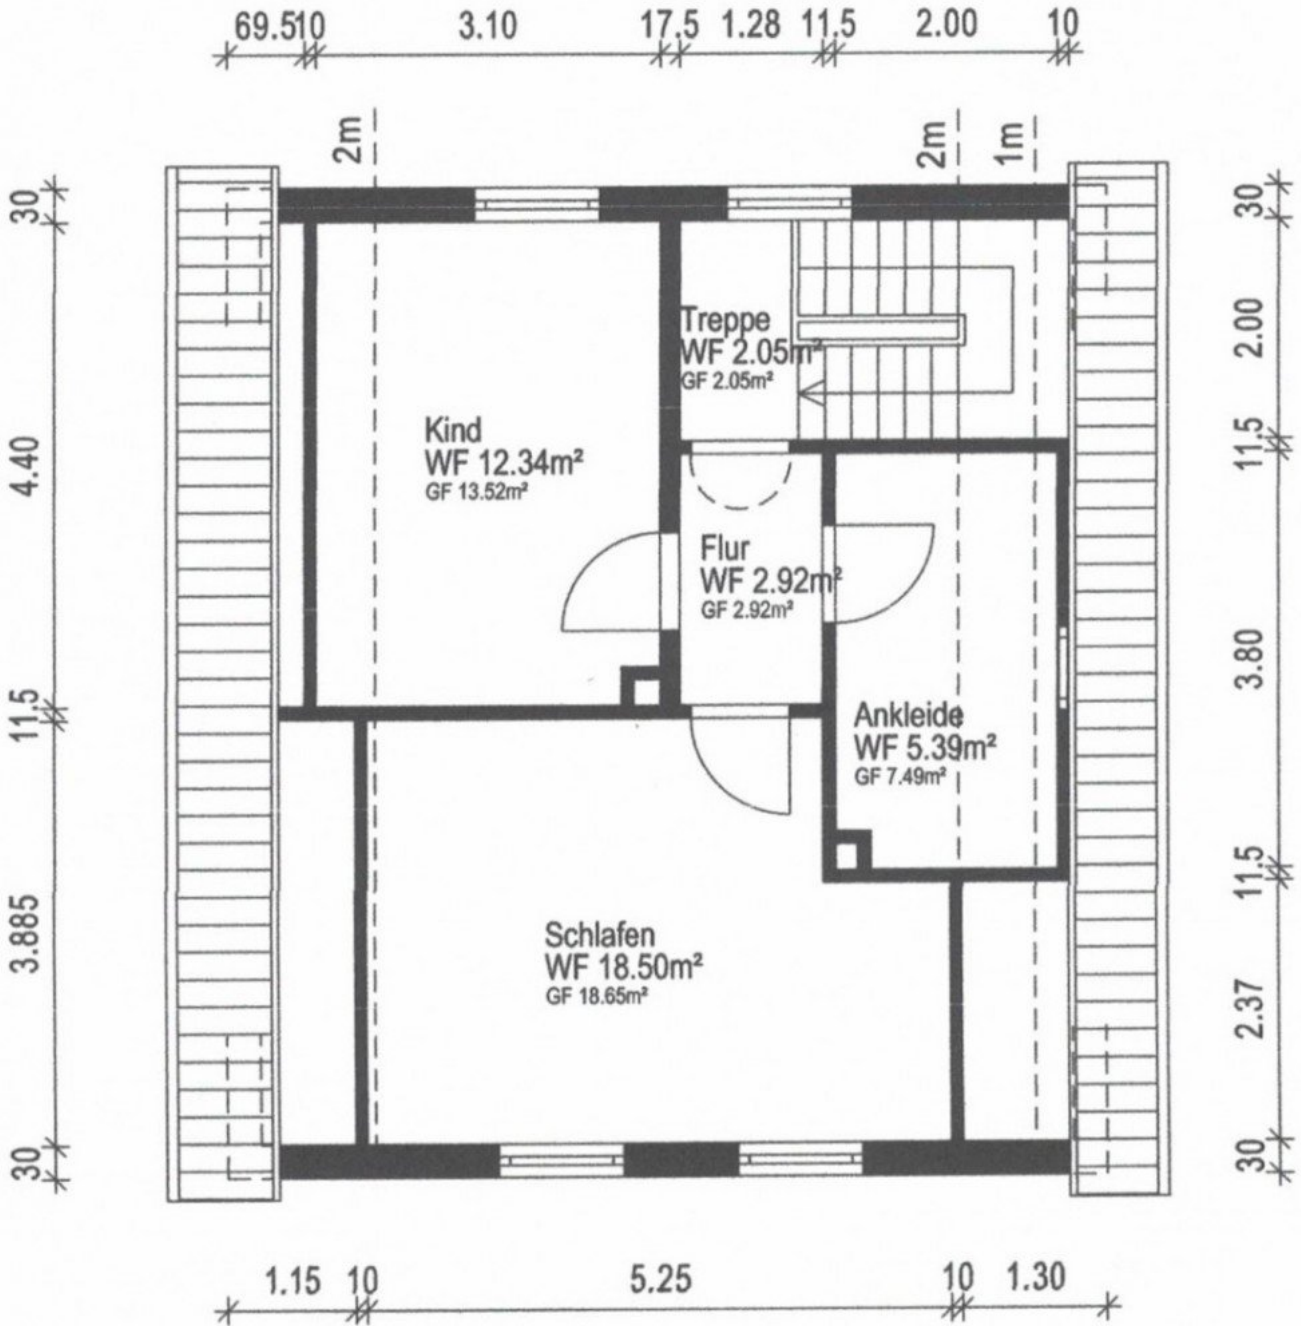 69.5 10 3.10 17.5 1.28 11.5 2.00 10
2m 2m 1m
30 4.40 11.5 3.885 30
30 2.00 11.5 3.80 11.5 2.37 30
Treppe
WF 2.05m²
GF 2.05m²
Kind
WF 12.34m²
GF 13.52m²
Flur
WF 2.92m²
GF 2.92m²
Ankleide
WF 5.39m²
GF 7.49m²
Schlafen
WF 18.50m²
GF 18.65m²
1.15 10 5.25 10 1.30